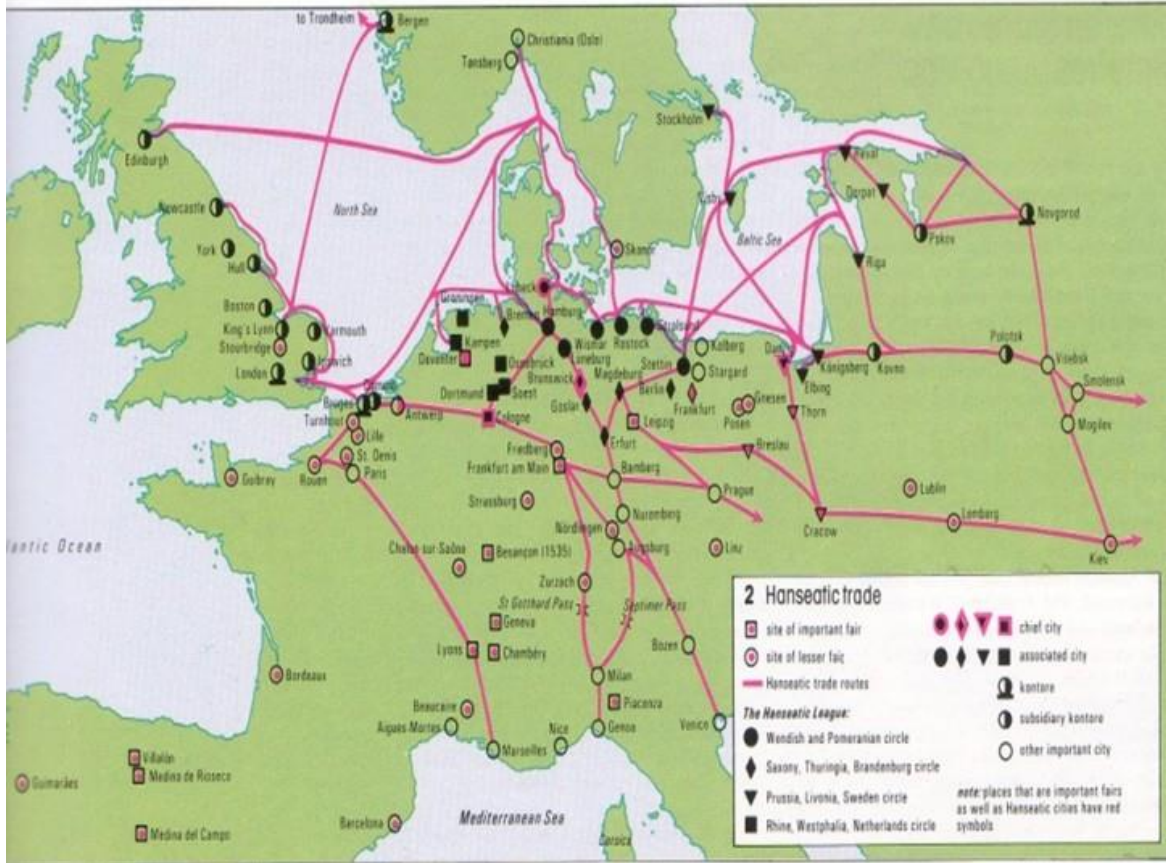 to Trondheim
Bergen
Christiania (Oslo)
Tønsberg
Stockholm
Edinburgh
Reval
Dorpat
Newcastle
North Sea
Visby
Novgorod
Pskov
York
Hull
Skanör
Baltic Sea
Riga
Lübeck
Groningen
Hamburg
Bremen
Boston
King's Lynn
Yarmouth
Stourbridge
Kampen
Wismar
Rostock
Stralsund
Kolberg
Polotsk
Ipswich
Deventer
Osnabruck
Luneburg
Stettin
Königsberg
Koven
Vitebsk
London
Magdeburg
Stargard
Elbing
Smolensk
Dortmund
Soest
Brunswick
Berlin
Bruges
Goslar
Frankfurt
Gnesen
Thorn
Antwerp
Cologne
Leipzig
Posen
Mogilev
Turnhout
Lille
Friedberg
Erfurt
Breslau
St. Denis
Frankfurt am Main
Bamberg
Paris
Guibray
Rouen
Prague
Lublin
Strassburg
Nuremberg
Nördlingen
Lemberg
Cracow
Atlantic Ocean
Augsburg
Linz
Kiev
Chalon-sur-Saône
Besançon (1535)
Zurzach
St Gotthard Pass
Septimer Pass
Geneva
Lyons
Chambéry
Bozen
Bordeaux
Milan
Beaucaire
Piacenza
Aigues-Mortes
Nice
Genoa
Venice
Marseilles
Villalón
Guimarães
Medina de Rioseco
Barcelona
Medina del Campo
Mediterranean Sea
Corsica
2 Hanseatic trade
site of important fair
site of lesser fair
Hanseatic trade routes
The Hanseatic League:
Wendish and Pomeranian circle
Saxony, Thuringia, Brandenburg circle
Prussia, Livonia, Sweden circle
Rhine, Westphalia, Netherlands circle
chief city
associated city
kontore
subsidiary kontore
other important city
note: places that are important fairs
as well as Hanseatic cities have red
symbols